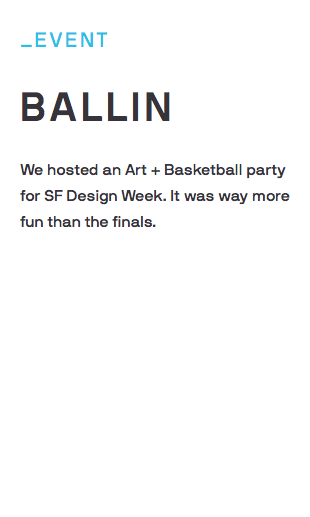 _EVENT
BALLIN
We hosted an Art + Basketball party
for SF Design Week. It was way more
fun than the finals.